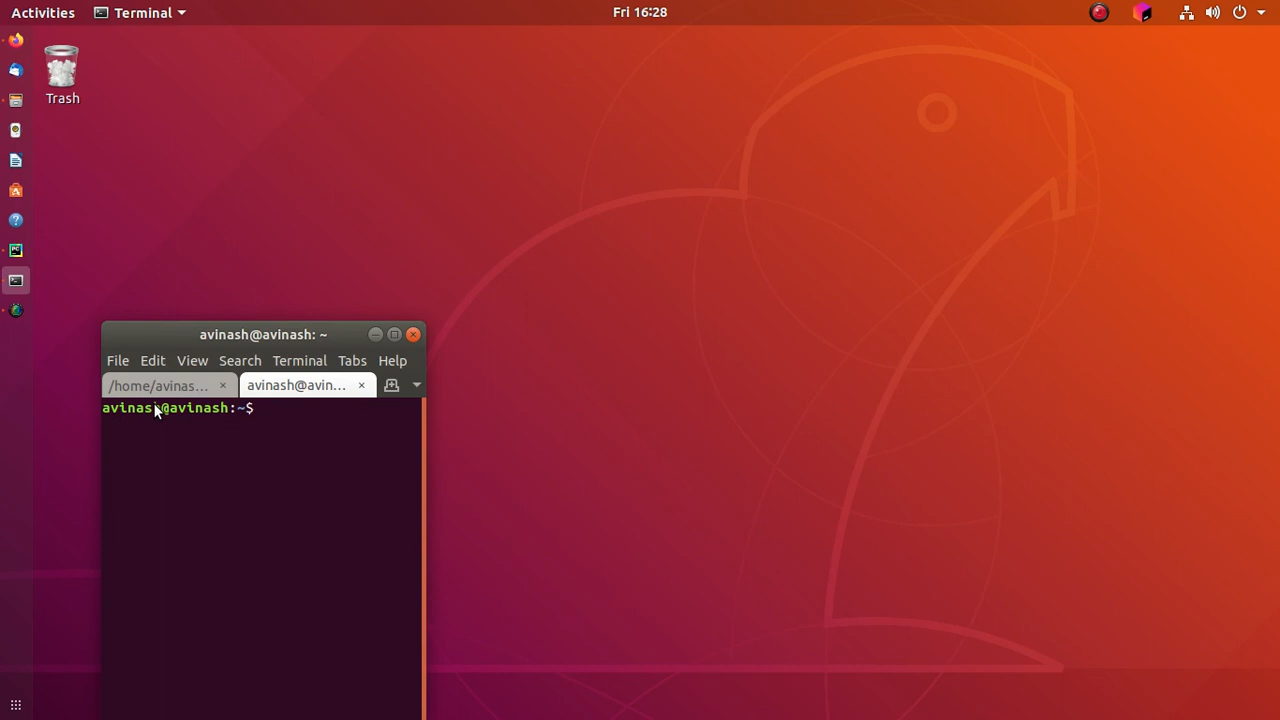 Activities Terminal Fri 16:28
Trash
avinash@avinash: ~
File Edit View Search Terminal Tabs Help
/home/avinas... × avinash@avin... ×
avinash@avinash:~$